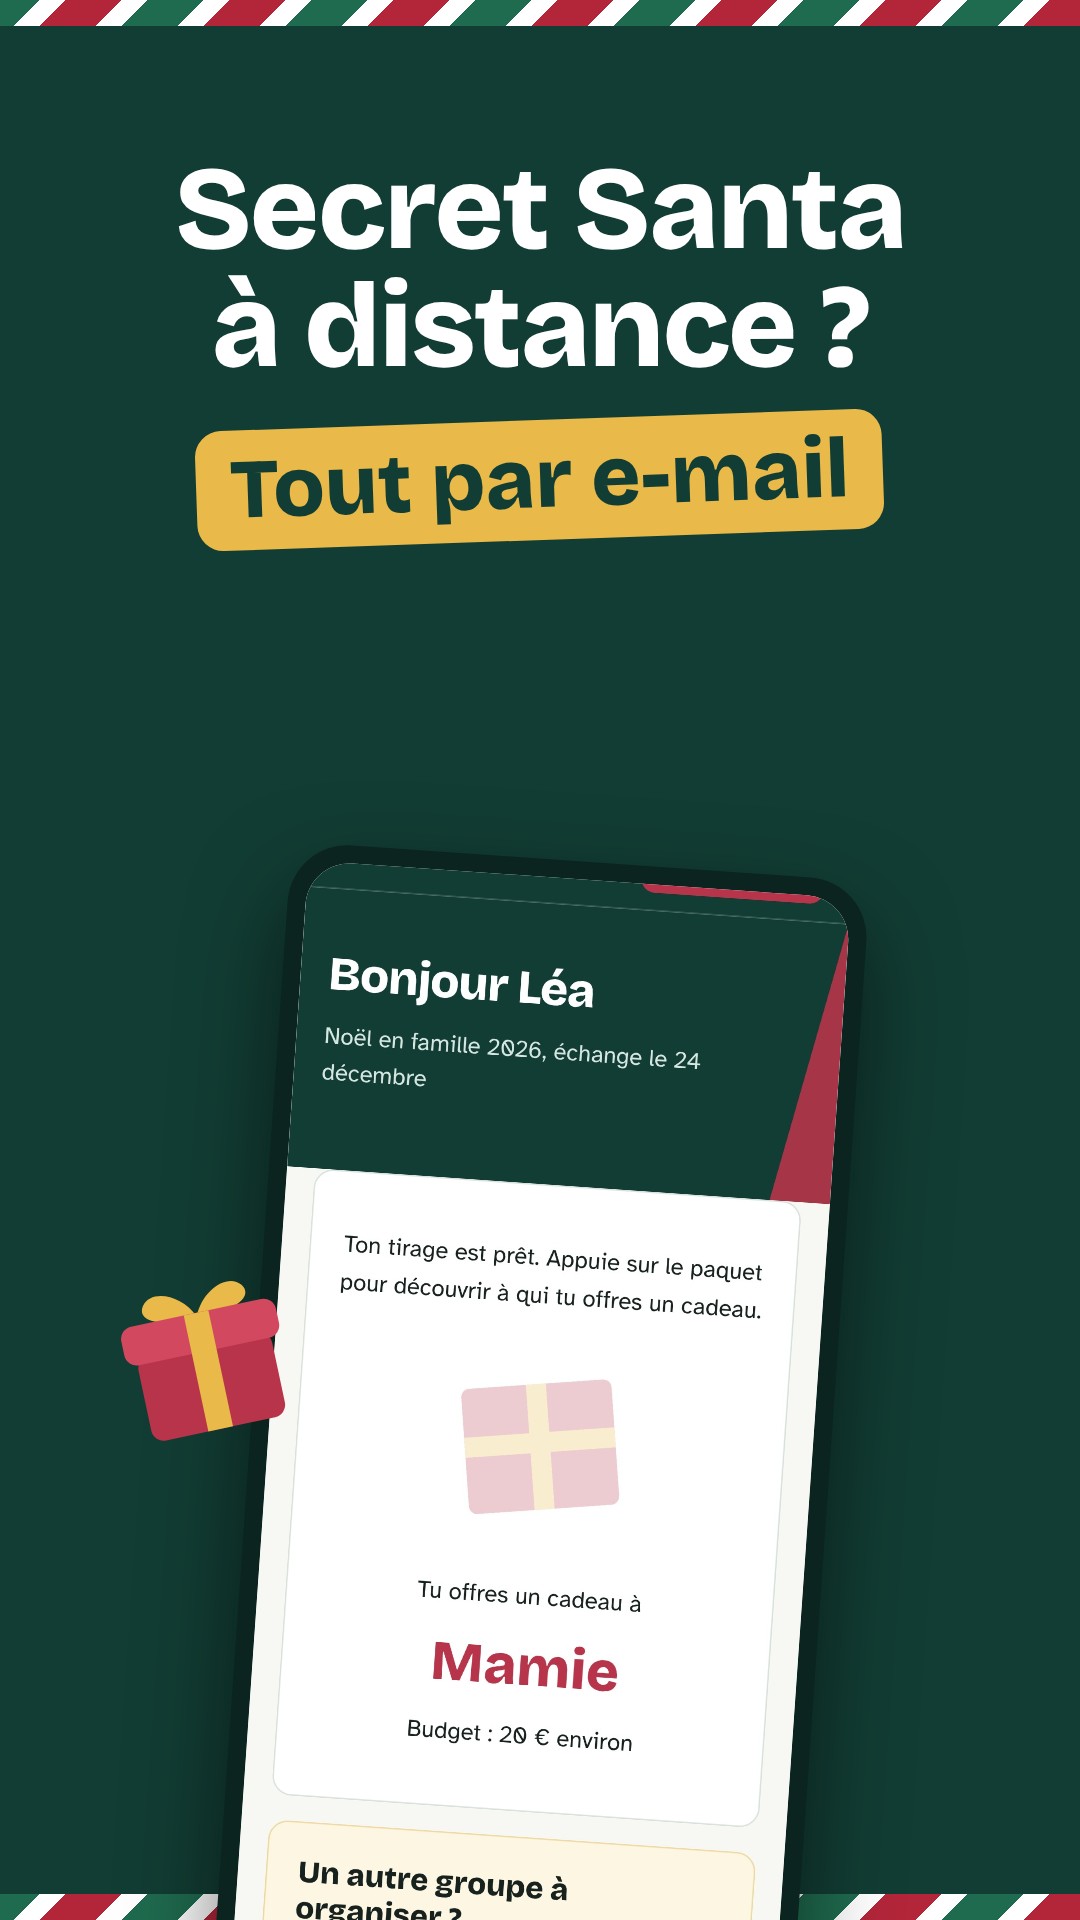 Secret Santa
à distance ?
Tout par e-mail
Bonjour Léa
Noël en famille 2026, échange le 24
décembre
Ton tirage est prêt. Appuie sur le paquet
pour découvrir à qui tu offres un cadeau.
Tu offres un cadeau à
Mamie
Budget : 20 € environ
Un autre groupe à
organiser ?